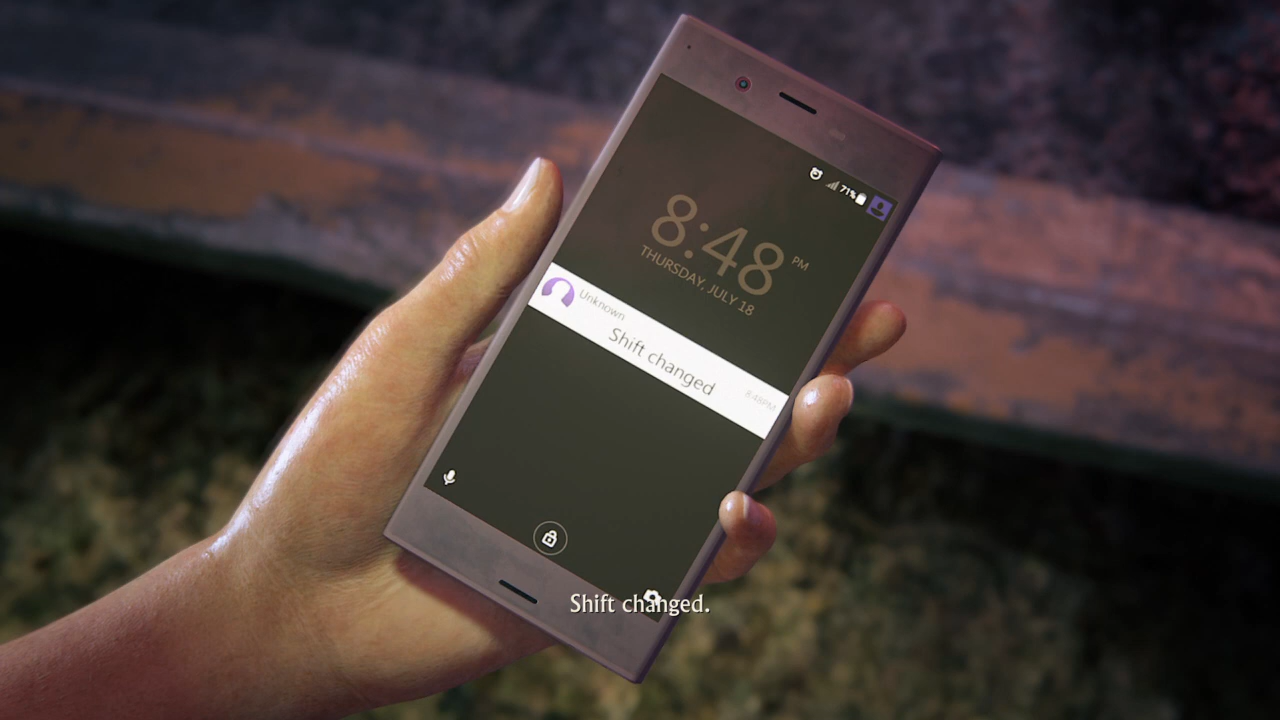 71%
8:48 PM
THURSDAY, JULY 18
Unknown
Shift changed
8:48PM
Shift changed.